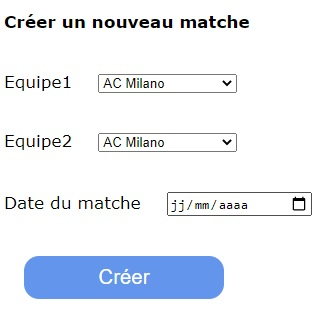 Créer un nouveau matche
Equipe1 AC Milano
Equipe2 AC Milano
Date du matche jj/mm/aaaa
Créer